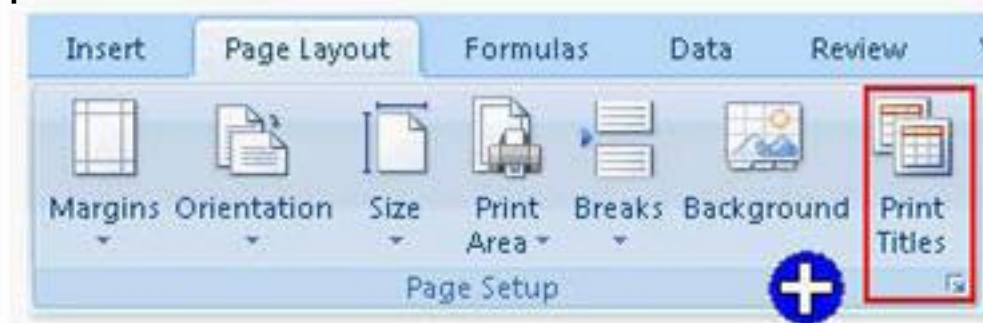 Insert Page Layout Formulas Data Review
Margins Orientation Size Print Breaks Background Print
Area Titles
Page Setup